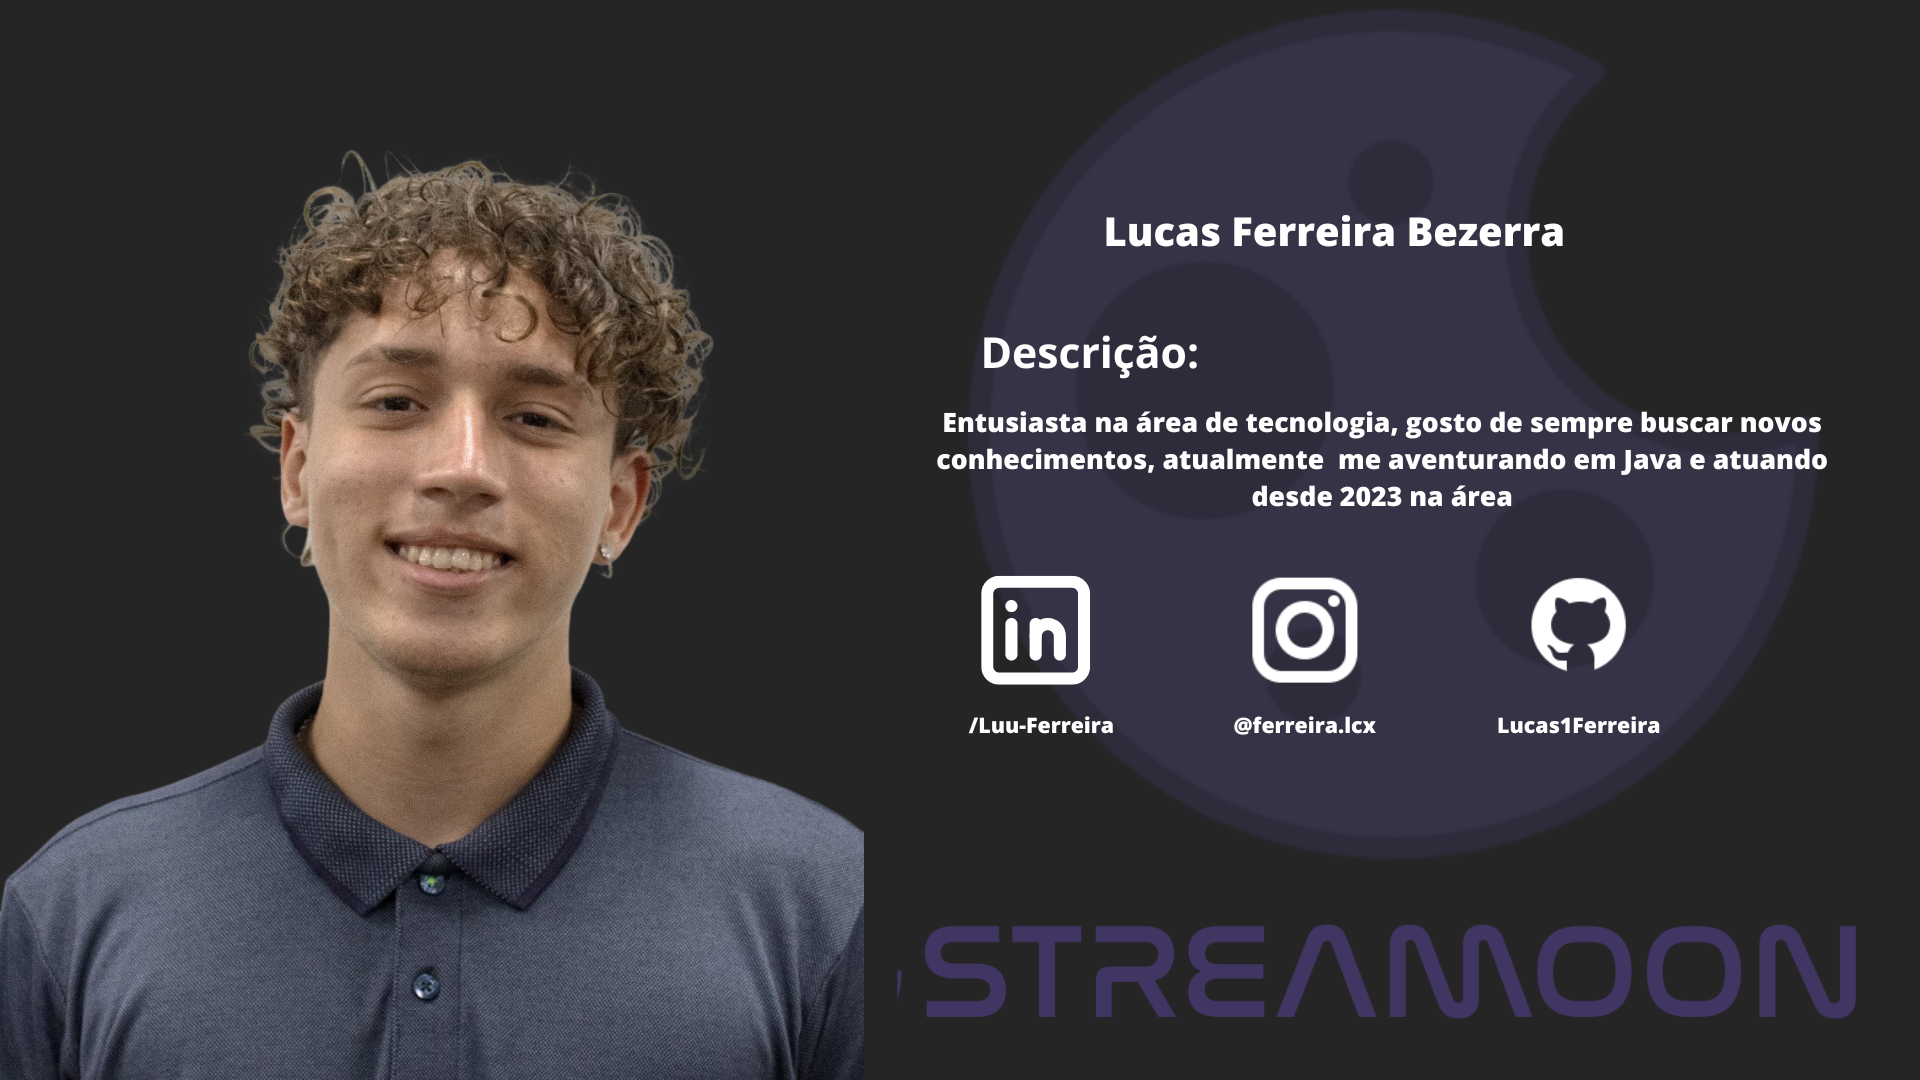 Lucas Ferreira Bezerra
Descrição:
Entusiasta na área de tecnologia, gosto de sempre buscar novos
conhecimentos, atualmente  me aventurando em Java e atuando
desde 2023 na área
in
/Luu-Ferreira
@ferreira.lcx
Lucas1Ferreira
STREAMOON